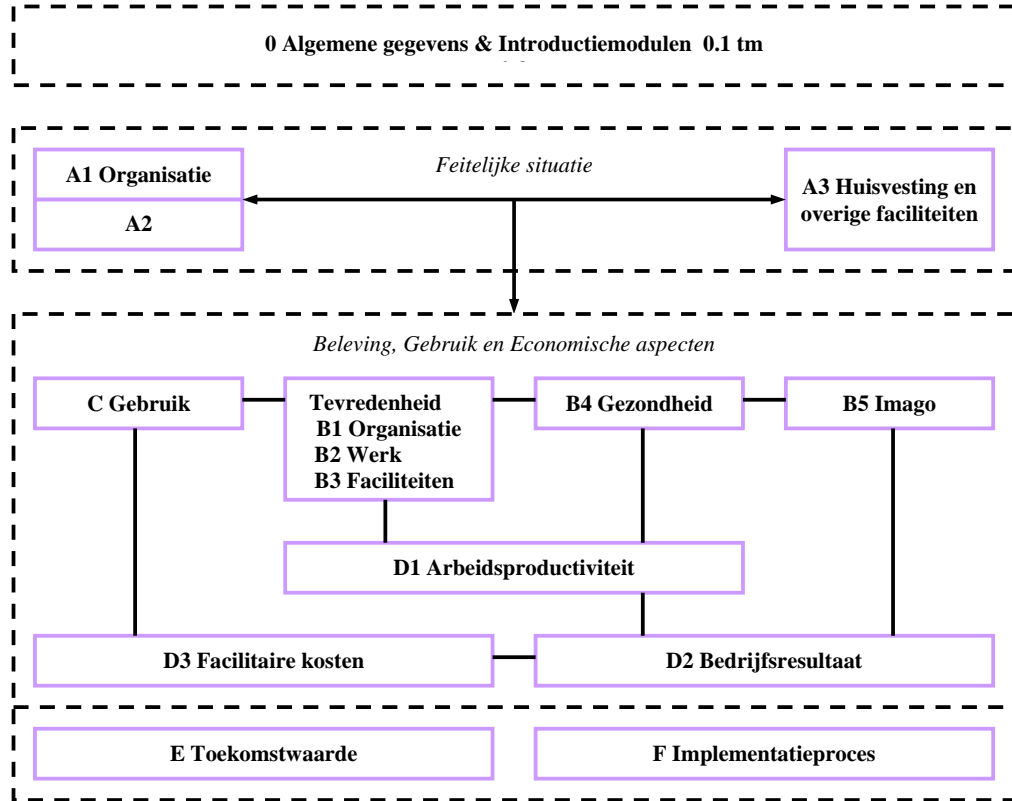 0 Algemene gegevens & Introductiemodulen 0.1 tm
Feitelijke situatie
A1 Organisatie
A2
A3 Huisvesting en
overige faciliteiten
Beleving, Gebruik en Economische aspecten
C Gebruik
Tevredenheid
B1 Organisatie
B2 Werk
B3 Faciliteiten
B4 Gezondheid
B5 Imago
D1 Arbeidsproductiviteit
D3 Facilitaire kosten
D2 Bedrijfsresultaat
E Toekomstwaarde
F Implementatieproces